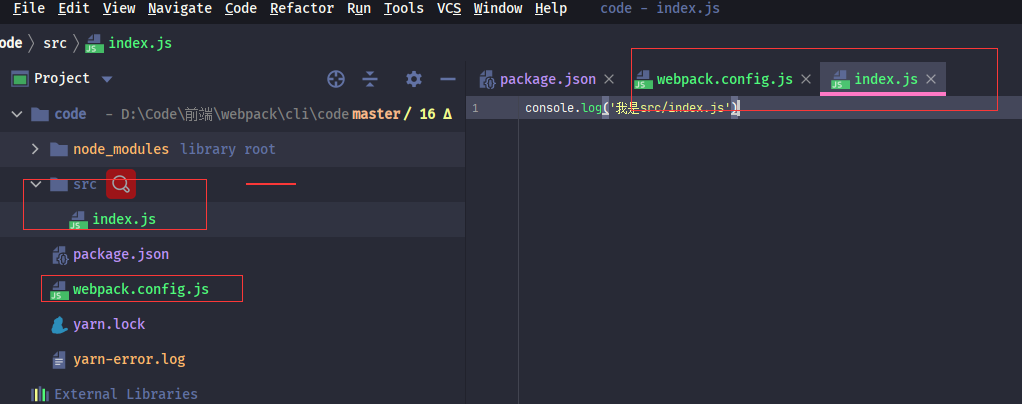 File Edit View Navigate Code Refactor Run Tools VCS Window Help code - index.js
ode 〉 src 〉 index.js
Project
package.json webpack.config.js index.js
code - D:\Code\前端\webpack\cli\code master / 16 Δ
1 console.log('我是src/index.js')
node_modules library root
src
index.js
package.json
webpack.config.js
yarn.lock
yarn-error.log
External Libraries